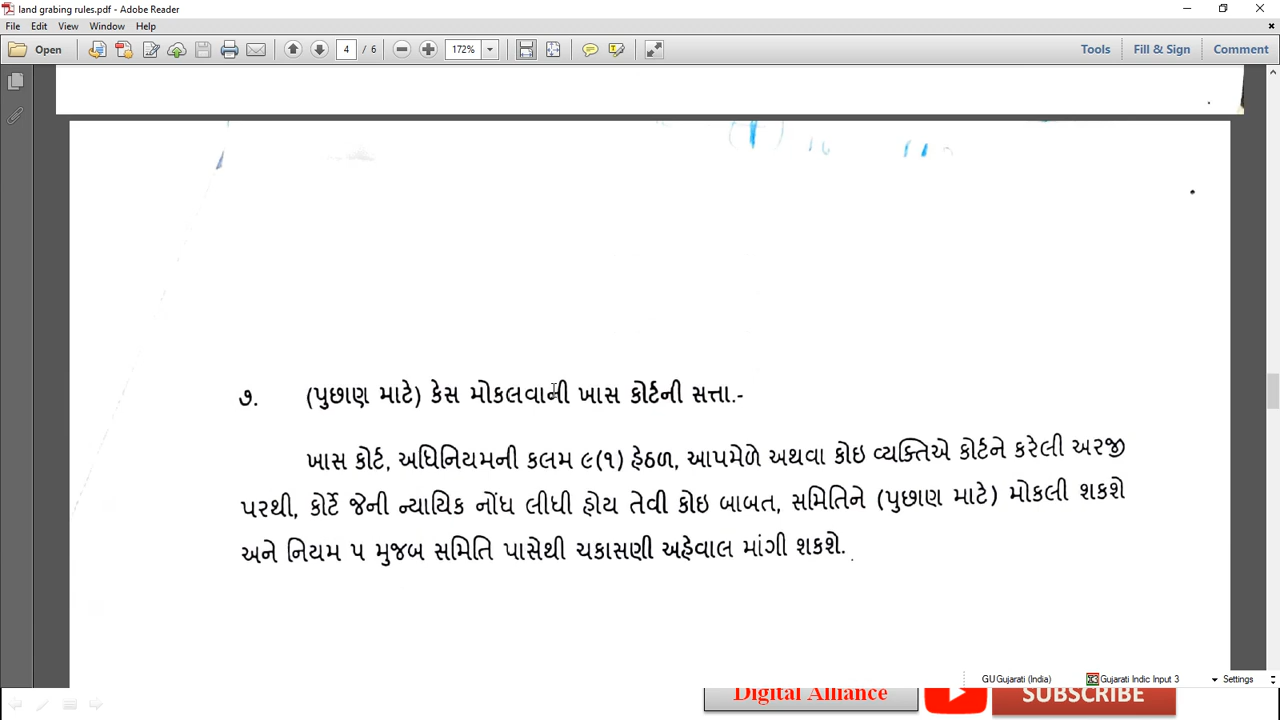 land grabing rules.pdf - Adobe Reader
File Edit View Window Help
Open 4 / 6 172% Tools Fill & Sign Comment
૭. (પુછાણ માટે) કેસ મોકલવાની ખાસ કોર્ટની સત્તા.-
ખાસ કોર્ટ, અધિનિયમની કલમ ૯(૧) હેઠળ, આપમેળે અથવા કોઇ વ્યક્તિએ કોર્ટને કરેલી અરજી
પરથી, કોર્ટે જેની ન્યાયિક નોંધ લીધી હોય તેવી કોઇ બાબત, સમિતિને (પુછાણ માટે) મોકલી શકશે
અને નિયમ ૫ મુજબ સમિતિ પાસેથી ચકાસણી અહેવાલ માંગી શકશે.
GU Gujarati (India) Gujarati Indic Input 3 Settings
Digital Alliance SUBSCRIBE